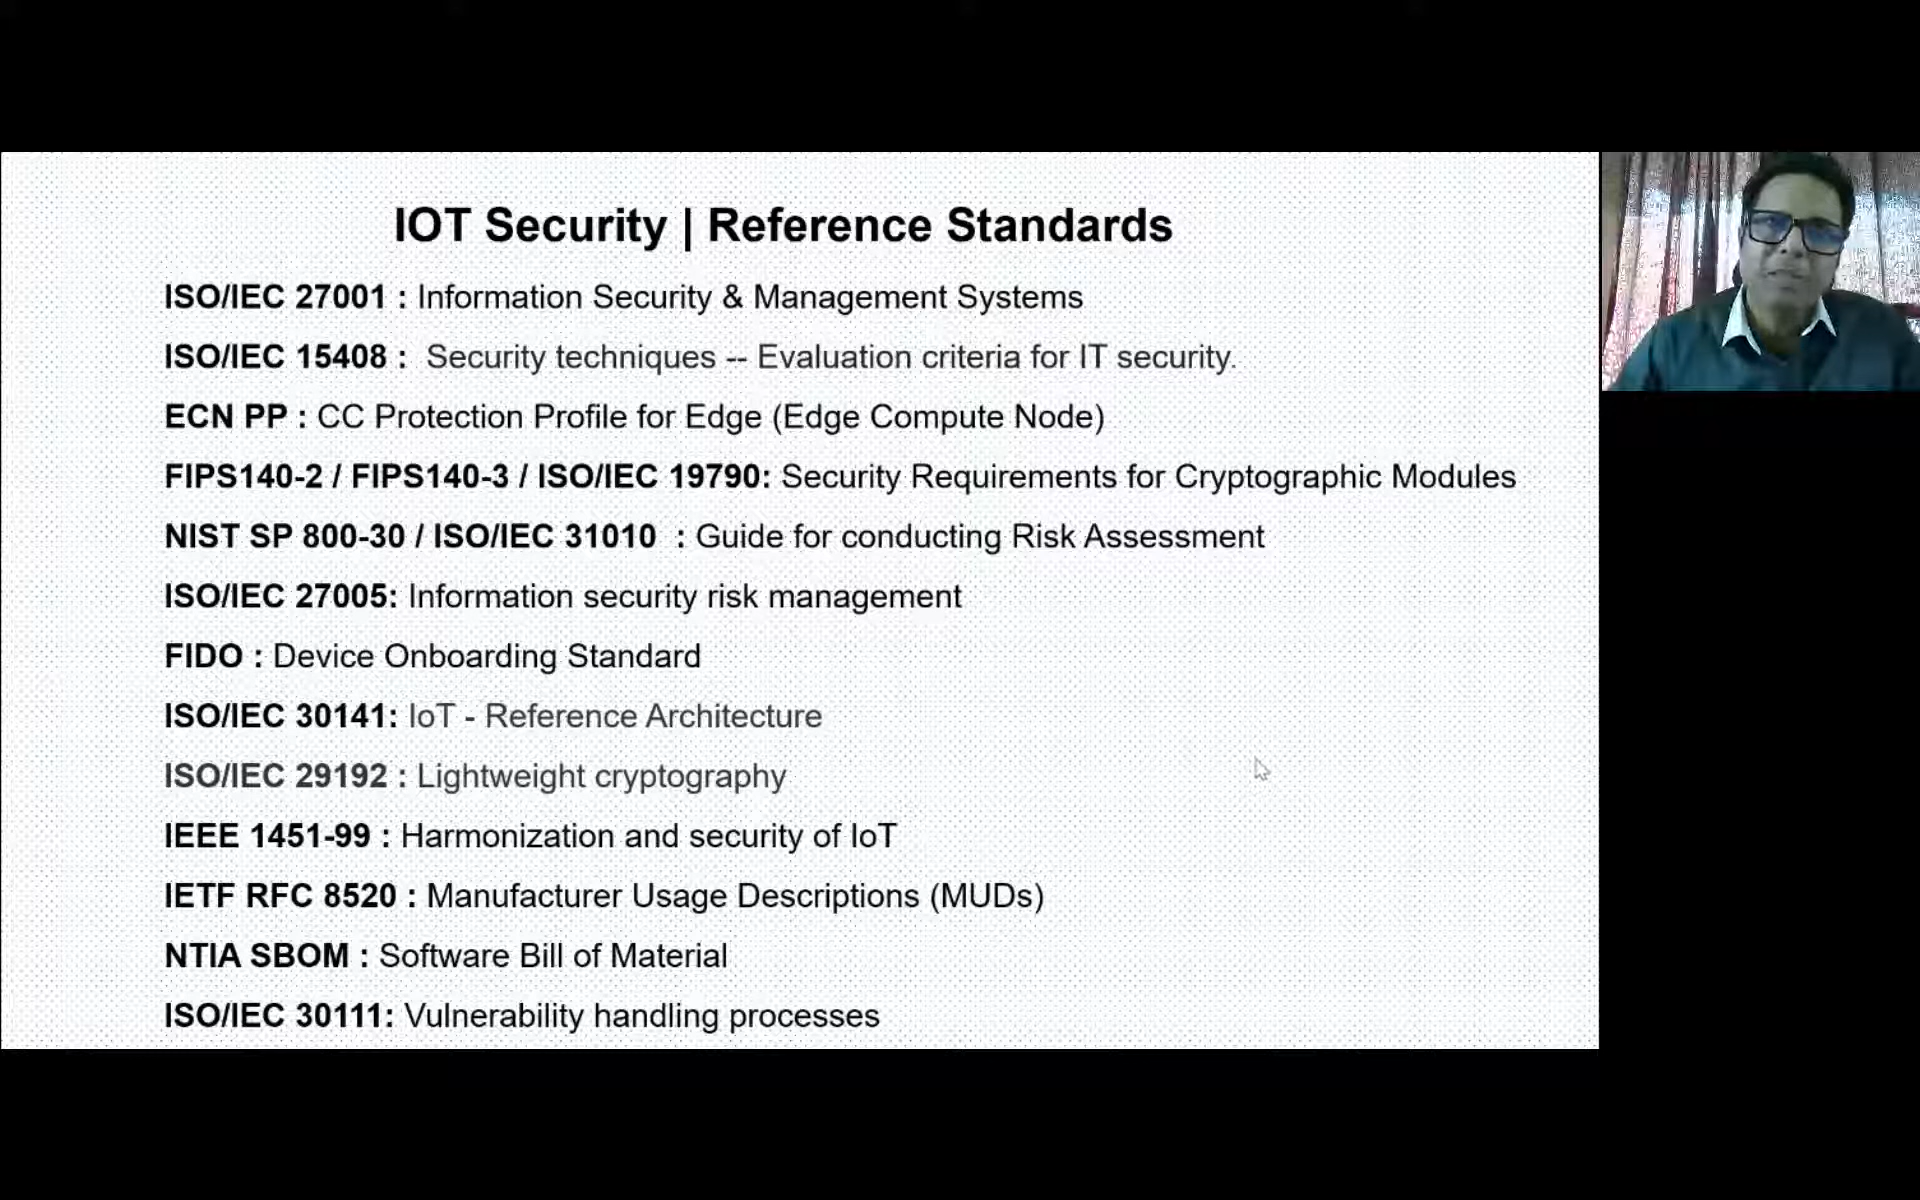 IOT Security | Reference Standards
ISO/IEC 27001 : Information Security & Management Systems
ISO/IEC 15408 : Security techniques -- Evaluation criteria for IT security.
ECN PP : CC Protection Profile for Edge (Edge Compute Node)
FIPS140-2 / FIPS140-3 / ISO/IEC 19790: Security Requirements for Cryptographic Modules
NIST SP 800-30 / ISO/IEC 31010 : Guide for conducting Risk Assessment
ISO/IEC 27005: Information security risk management
FIDO : Device Onboarding Standard
ISO/IEC 30141: IoT - Reference Architecture
ISO/IEC 29192 : Lightweight cryptography
IEEE 1451-99 : Harmonization and security of IoT
IETF RFC 8520 : Manufacturer Usage Descriptions (MUDs)
NTIA SBOM : Software Bill of Material
ISO/IEC 30111: Vulnerability handling processes